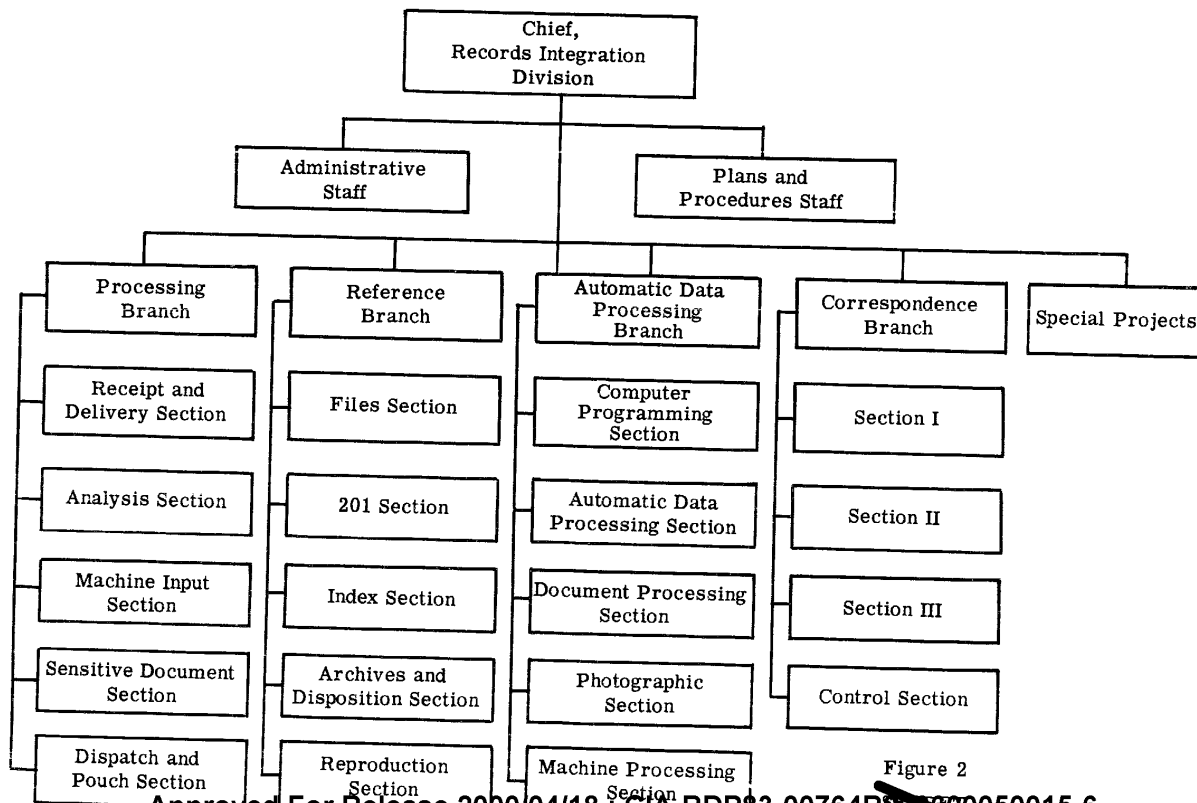 Chief,
Records Integration
Division
Administrative
Staff
Plans and
Procedures Staff
Processing
Branch
Receipt and
Delivery Section
Analysis Section
Machine Input
Section
Sensitive Document
Section
Dispatch and
Pouch Section
Reference
Branch
Files Section
201 Section
Index Section
Archives and
Disposition Section
Reproduction
Section
Automatic Data
Processing
Branch
Computer
Programming
Section
Automatic Data
Processing Section
Document Processing
Section
Photographic
Section
Machine Processing
Section
Correspondence
Branch
Section I
Section II
Section III
Control Section
Special Projects
Figure 2
Approved For Release 2000/04/18 : CIA-RDP83-00764R